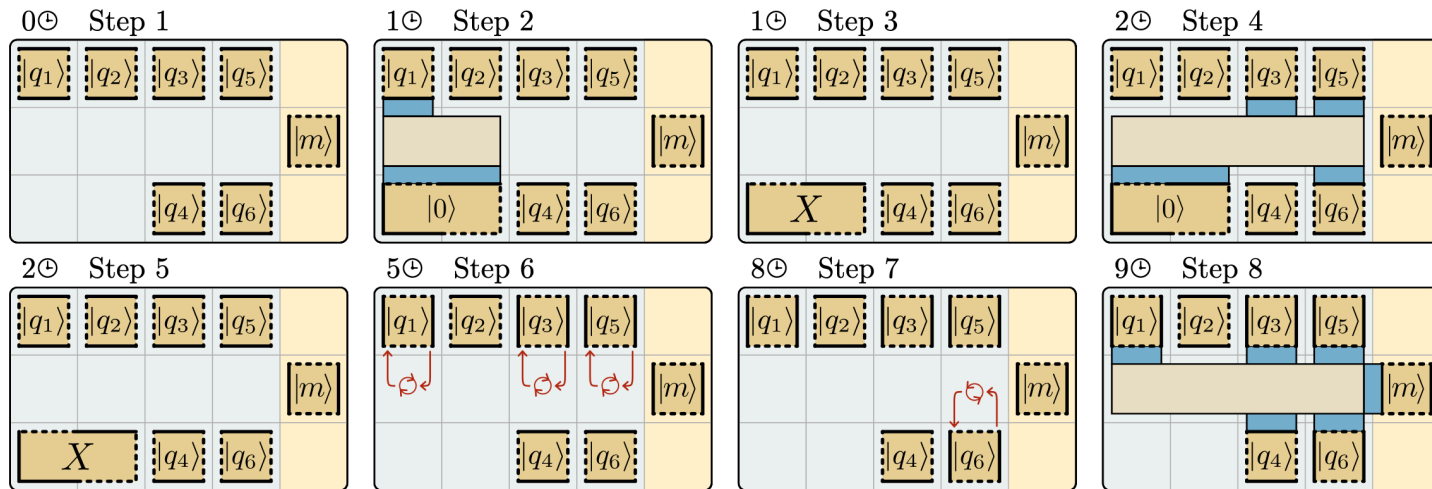 0🕒 Step 1
1🕒 Step 2
1🕒 Step 3
2🕒 Step 4
|q₁⟩ |q₂⟩ |q₃⟩ |q₅⟩
|m⟩
|q₄⟩ |q₆⟩
|q₁⟩ |q₂⟩ |q₃⟩ |q₅⟩
|m⟩
|0⟩ |q₄⟩ |q₆⟩
|q₁⟩ |q₂⟩ |q₃⟩ |q₅⟩
|m⟩
X |q₄⟩ |q₆⟩
|q₁⟩ |q₂⟩ |q₃⟩ |q₅⟩
|m⟩
|0⟩ |q₄⟩ |q₆⟩
2🕒 Step 5
5🕒 Step 6
8🕒 Step 7
9🕒 Step 8
|q₁⟩ |q₂⟩ |q₃⟩ |q₅⟩
|m⟩
X |q₄⟩ |q₆⟩
|q₁⟩ |q₂⟩ |q₃⟩ |q₅⟩
|m⟩
|q₄⟩ |q₆⟩
|q₁⟩ |q₂⟩ |q₃⟩ |q₅⟩
|m⟩
|q₄⟩ |q₆⟩
|q₁⟩ |q₂⟩ |q₃⟩ |q₅⟩
|m⟩
|q₄⟩ |q₆⟩